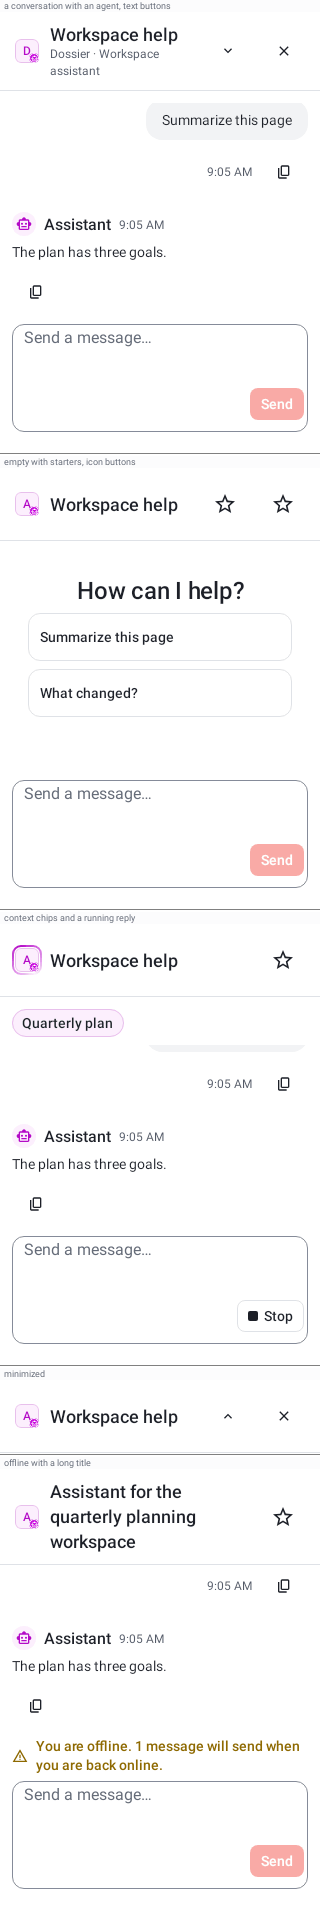 a conversation with an agent, text buttons
D
Workspace help
Dossier · Workspace
assistant
Summarize this page
9:05 AM
Assistant 9:05 AM
The plan has three goals.
Send a message...
Send
empty with starters, icon buttons
A
Workspace help
How can I help?
Summarize this page
What changed?
Send a message...
Send
context chips and a running reply
A
Workspace help
Quarterly plan
9:05 AM
Assistant 9:05 AM
The plan has three goals.
Send a message...
Stop
minimized
A
Workspace help
offline with a long title
A
Assistant for the
quarterly planning
workspace
9:05 AM
Assistant 9:05 AM
The plan has three goals.
You are offline. 1 message will send when
you are back online.
Send a message...
Send